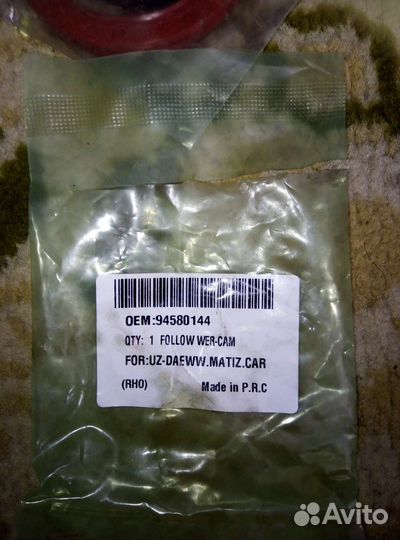 OEM:94580144
QTY: 1 FOLLOW WER-CAM
FOR:UZ-DAEWW.MATIZ.CAR
(RHO) Made in P.R.C
Avito